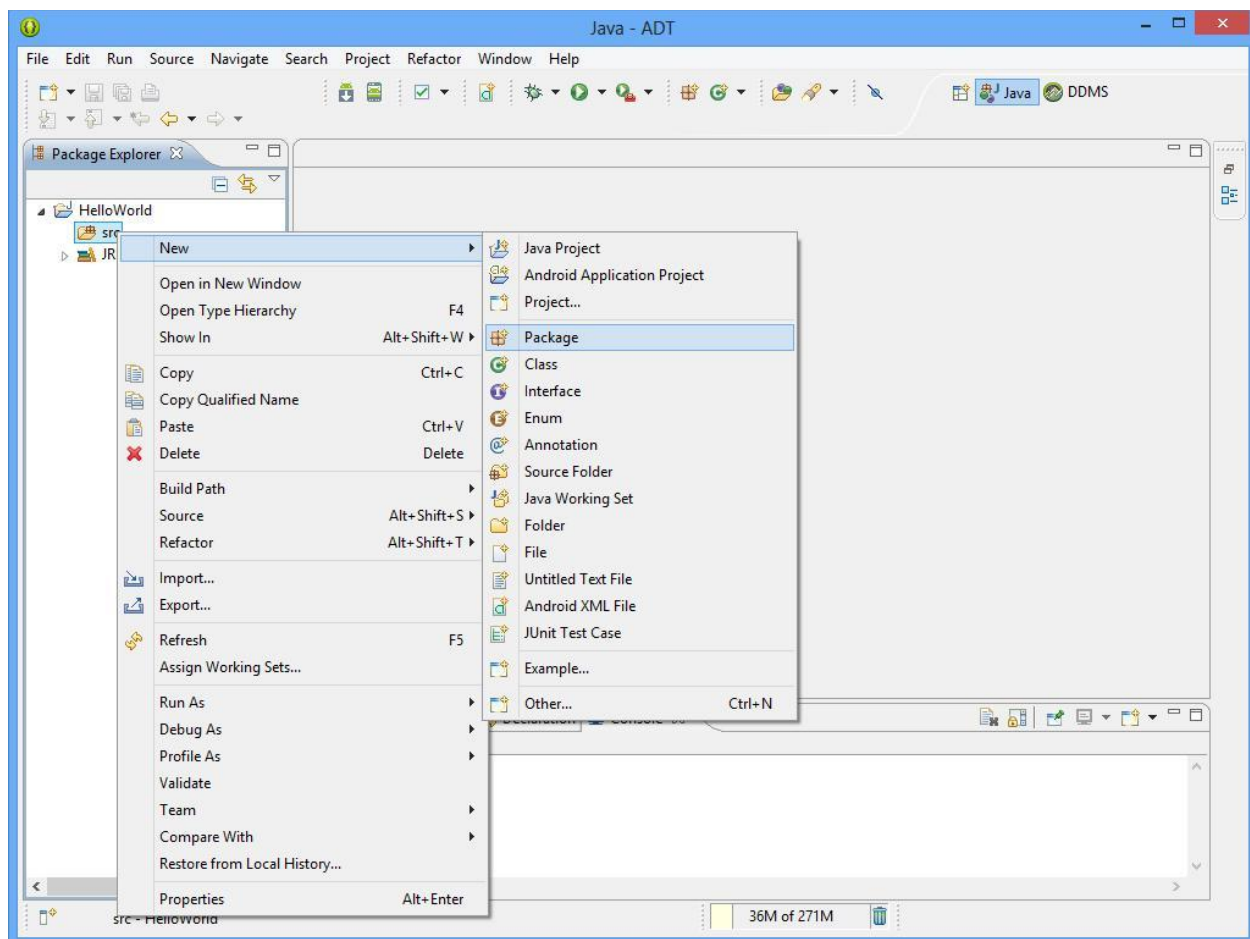 Java - ADT
File Edit Run Source Navigate Search Project Refactor Window Help
Java DDMS
Package Explorer
HelloWorld
src
JR
New
Open in New Window
Open Type Hierarchy F4
Show In Alt+Shift+W
Copy Ctrl+C
Copy Qualified Name
Paste Ctrl+V
Delete Delete
Build Path
Source Alt+Shift+S
Refactor Alt+Shift+T
Import...
Export...
Refresh F5
Assign Working Sets...
Run As
Debug As
Profile As
Validate
Team
Compare With
Restore from Local History...
Properties Alt+Enter
Java Project
Android Application Project
Project...
Package
Class
Interface
Enum
Annotation
Source Folder
Java Working Set
Folder
File
Untitled Text File
Android XML File
JUnit Test Case
Example...
Other... Ctrl+N
Declaration Console
src - HelloWorld
36M of 271M